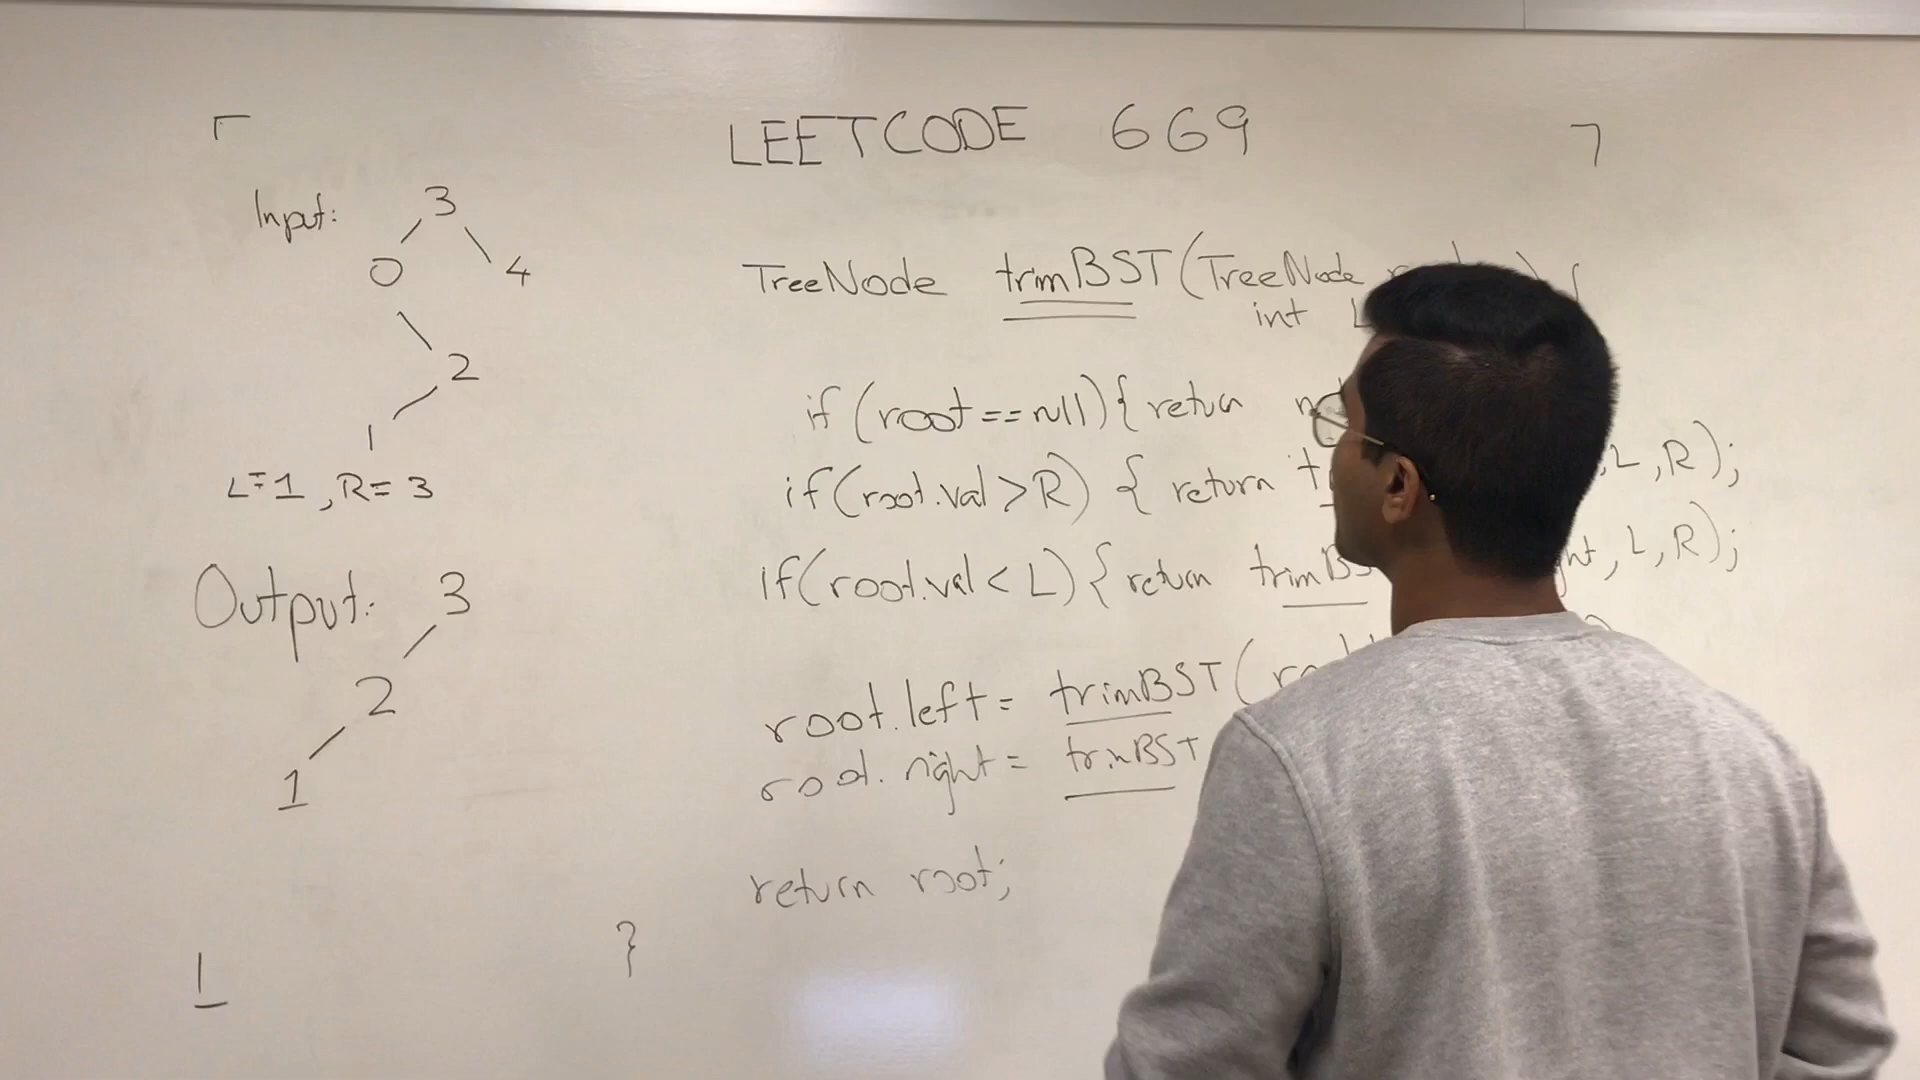 LEETCODE 669
Input:
3
0 4
2
1
L=1, R=3
Output: 3
2
1
TreeNode trimBST(TreeNode {
int L
if (root==null){ return
if(root.val>R) { return ,L,R);
if(root.val<L){ return trimBS ht, L,R);
root.left= trimBST(
root.right= trimBST
return root;
}